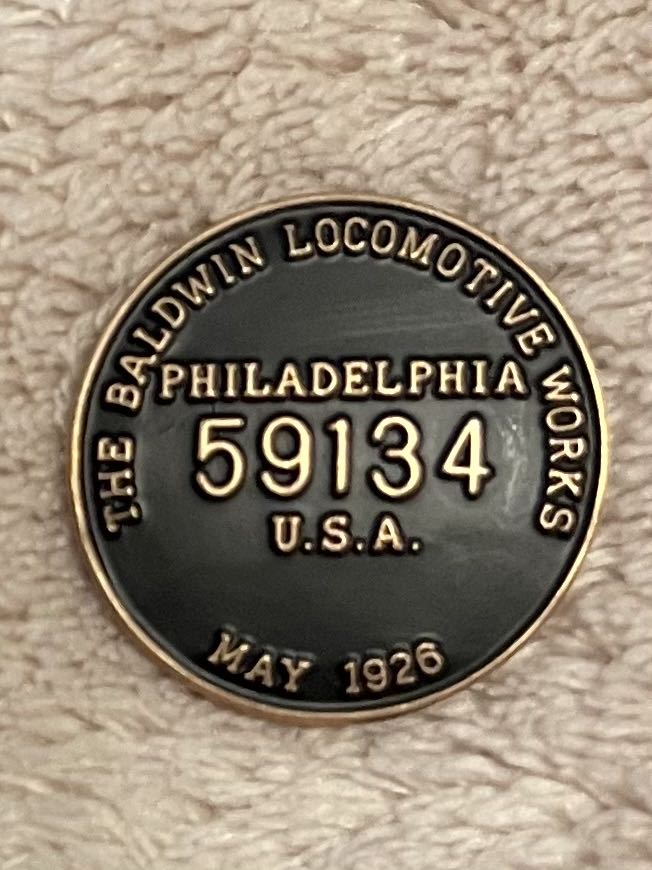 THE BALDWIN LOCOMOTIVE WORKS
PHILADELPHIA
59134
U.S.A.
MAY 1926